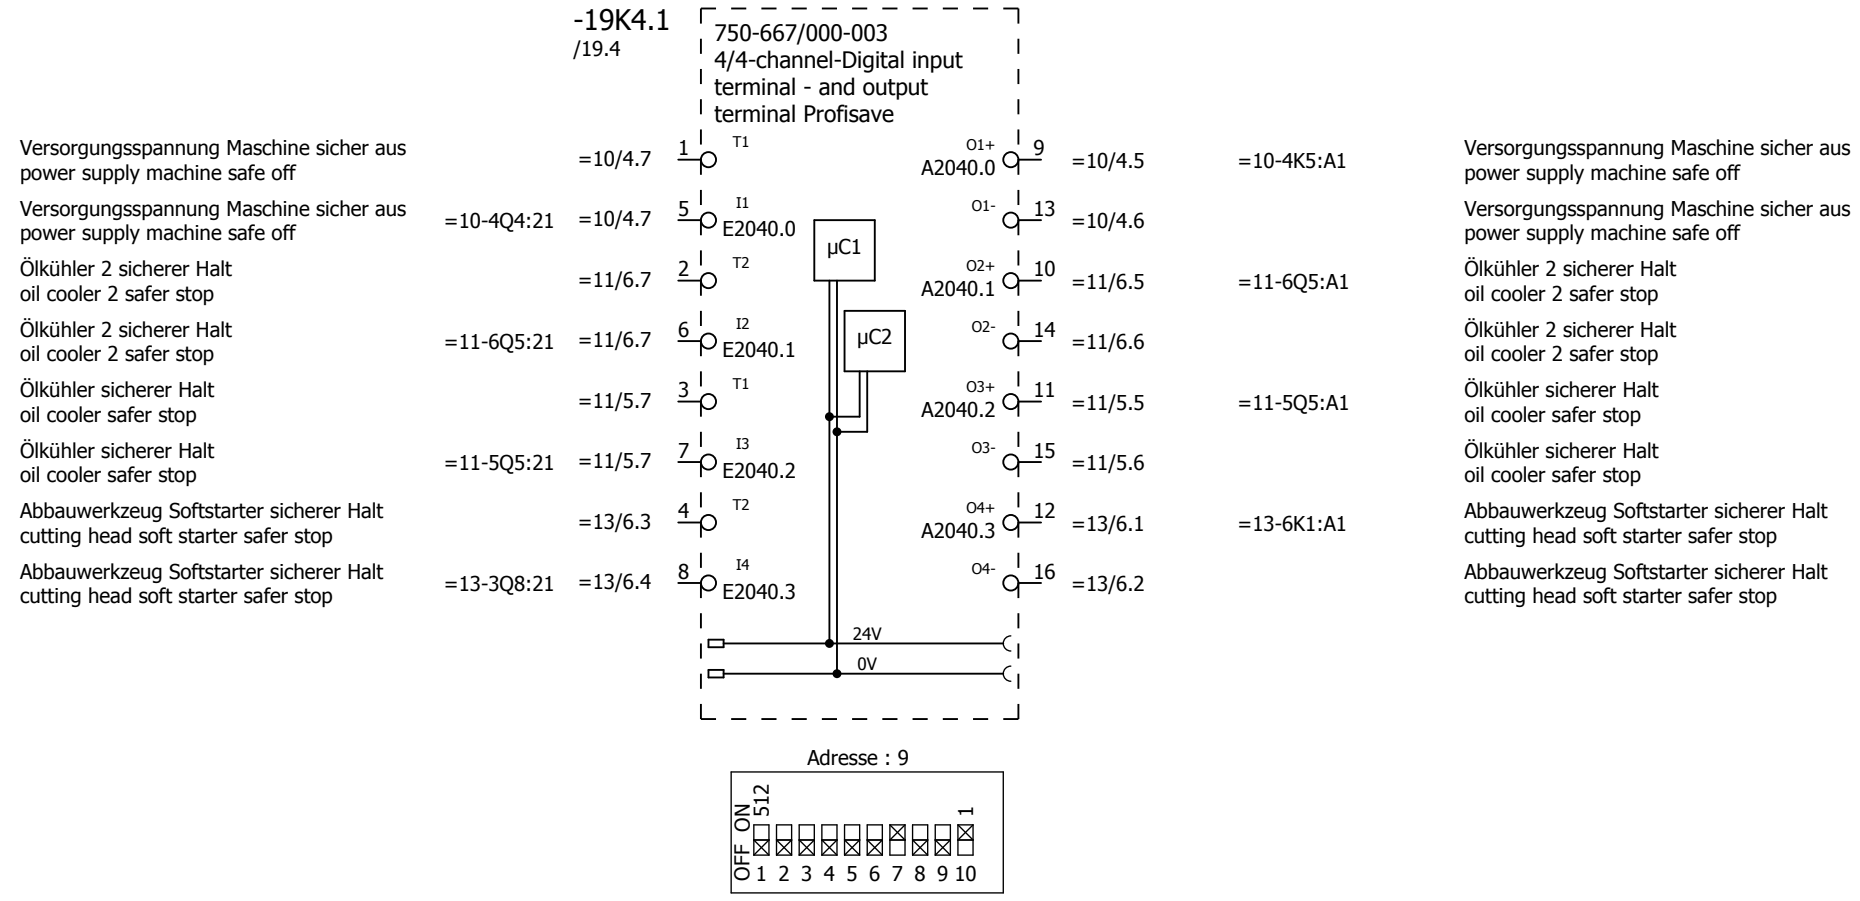 -19K4.1
/19.4
750-667/000-003
4/4-channel-Digital input
terminal - and output
terminal Profisave
Versorgungsspannung Maschine sicher aus
power supply machine safe off
=10/4.7 1 T1
O1+ A2040.0 9 =10/4.5 =10-4K5:A1
Versorgungsspannung Maschine sicher aus
power supply machine safe off
Versorgungsspannung Maschine sicher aus
power supply machine safe off
=10-4Q4:21 =10/4.7 5 I1 E2040.0
O1- 13 =10/4.6
Versorgungsspannung Maschine sicher aus
power supply machine safe off
µC1
Ölkühler 2 sicherer Halt
oil cooler 2 safer stop
=11/6.7 2 T2
O2+ A2040.1 10 =11/6.5 =11-6Q5:A1
Ölkühler 2 sicherer Halt
oil cooler 2 safer stop
Ölkühler 2 sicherer Halt
oil cooler 2 safer stop
=11-6Q5:21 =11/6.7 6 I2 E2040.1
µC2
O2- 14 =11/6.6
Ölkühler 2 sicherer Halt
oil cooler 2 safer stop
Ölkühler sicherer Halt
oil cooler safer stop
=11/5.7 3 T1
O3+ A2040.2 11 =11/5.5 =11-5Q5:A1
Ölkühler sicherer Halt
oil cooler safer stop
Ölkühler sicherer Halt
oil cooler safer stop
=11-5Q5:21 =11/5.7 7 I3 E2040.2
O3- 15 =11/5.6
Ölkühler sicherer Halt
oil cooler safer stop
Abbauwerkzeug Softstarter sicherer Halt
cutting head soft starter safer stop
=13/6.3 4 T2
O4+ A2040.3 12 =13/6.1 =13-6K1:A1
Abbauwerkzeug Softstarter sicherer Halt
cutting head soft starter safer stop
Abbauwerkzeug Softstarter sicherer Halt
cutting head soft starter safer stop
=13-3Q8:21 =13/6.4 8 I4 E2040.3
O4- 16 =13/6.2
Abbauwerkzeug Softstarter sicherer Halt
cutting head soft starter safer stop
24V
0V
Adresse : 9
OFF ON
512 1
1 2 3 4 5 6 7 8 9 10